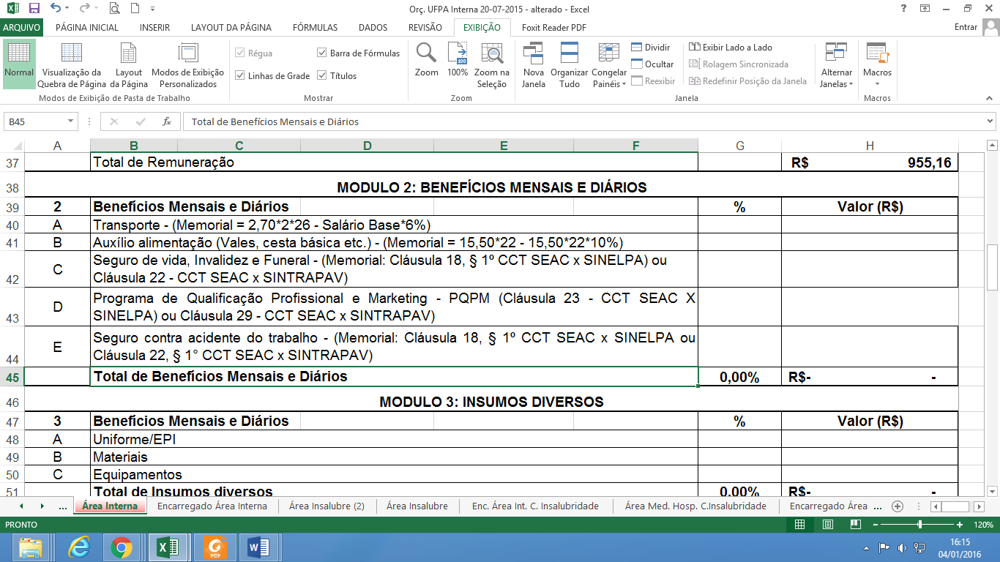 Orç. UFPA Interna 20-07-2015 - alterado - Excel
ARQUIVO PÁGINA INICIAL INSERIR LAYOUT DA PÁGINA FÓRMULAS DADOS REVISÃO EXIBIÇÃO Foxit Reader PDF Entrar
Normal
Visualização da Quebra de Página
Layout da Página
Modos de Exibição Personalizados
Modos de Exibição de Pasta de Trabalho
Régua
Barra de Fórmulas
Linhas de Grade
Títulos
Mostrar
Zoom
100%
Zoom na Seleção
Zoom
Nova Janela
Organizar Tudo
Congelar Painéis
Dividir
Ocultar
Reexibir
Exibir Lado a Lado
Rolagem Sincronizada
Redefinir Posição da Janela
Alternar Janelas
Janela
Macros
Macros
B45 fx Total de Benefícios Mensais e Diários
A B C D E F G H
37 Total de Remuneração R$ 955,16
38 MODULO 2: BENEFÍCIOS MENSAIS E DIÁRIOS
39 2 Benefícios Mensais e Diários % Valor (R$)
40 A Transporte - (Memorial = 2,70*2*26 - Salário Base*6%)
41 B Auxílio alimentação (Vales, cesta básica etc.) - (Memorial = 15,50*22 - 15,50*22*10%)
42 C Seguro de vida, Invalidez e Funeral - (Memorial: Cláusula 18, § 1º CCT SEAC x SINELPA) ou
Cláusula 22 - CCT SEAC x SINTRAPAV)
43 D Programa de Qualificação Profissional e Marketing - PQPM (Cláusula 23 - CCT SEAC X
SINELPA) ou Cláusula 29 - CCT SEAC x SINTRAPAV)
44 E Seguro contra acidente do trabalho - (Memorial: Cláusula 18, § 1º CCT SEAC x SINELPA ou
Cláusula 22, § 1° CCT SEAC x SINTRAPAV)
45 Total de Benefícios Mensais e Diários 0,00% R$- -
46 MODULO 3: INSUMOS DIVERSOS
47 3 Benefícios Mensais e Diários % Valor (R$)
48 A Uniforme/EPI
49 B Materiais
50 C Equipamentos
51 Total de Insumos diversos 0,00% R$- -
... Área Interna Encarregado Área Interna Área Insalubre (2) Área Insalubre Enc. Área Int. C. Insalubridade Área Med. Hosp. C.Insalubridade Encarregado Área ...
PRONTO 120%
PDF
16:15
04/01/2016